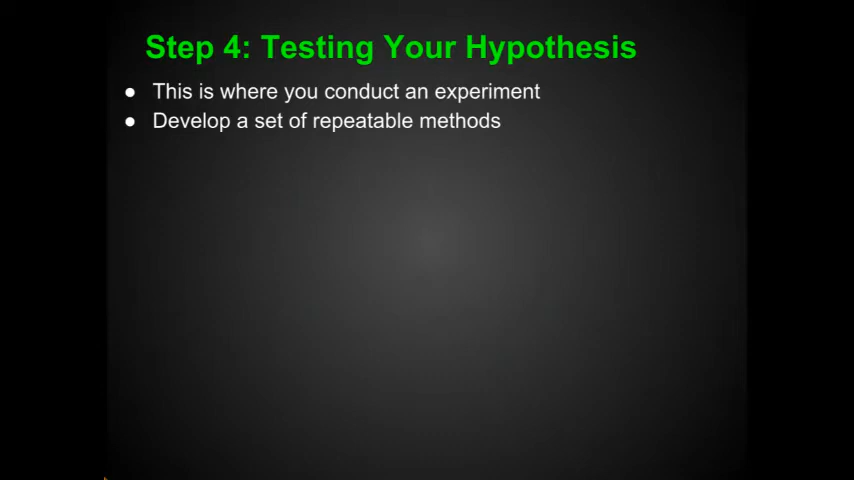 Step 4: Testing Your Hypothesis
● This is where you conduct an experiment
● Develop a set of repeatable methods